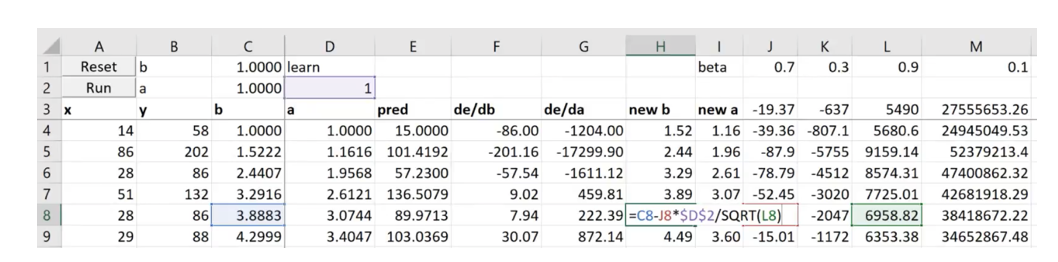 A B C D E F G H I J K L M
1 Reset b 1.0000 learn beta 0.7 0.3 0.9 0.1
2 Run a 1.0000 1
3 x y b a pred de/db de/da new b new a -19.37 -637 5490 27555653.26
4 14 58 1.0000 1.0000 15.0000 -86.00 -1204.00 1.52 1.16 -39.36 -807.1 5680.6 24945049.53
5 86 202 1.5222 1.1616 101.4192 -201.16 -17299.90 2.44 1.96 -87.9 -5755 9159.14 52379213.4
6 28 86 2.4407 1.9568 57.2300 -57.54 -1611.12 3.29 2.61 -78.79 -4512 8574.31 47400862.32
7 51 132 3.2916 2.6121 136.5079 9.02 459.81 3.89 3.07 -52.45 -3020 7725.01 42681918.29
8 28 86 3.8883 3.0744 89.9713 7.94 222.39 =C8-J8*$D$2/SQRT(L8) -2047 6958.82 38418672.22
9 29 88 4.2999 3.4047 103.0369 30.07 872.14 4.49 3.60 -15.01 -1172 6353.38 34652867.48